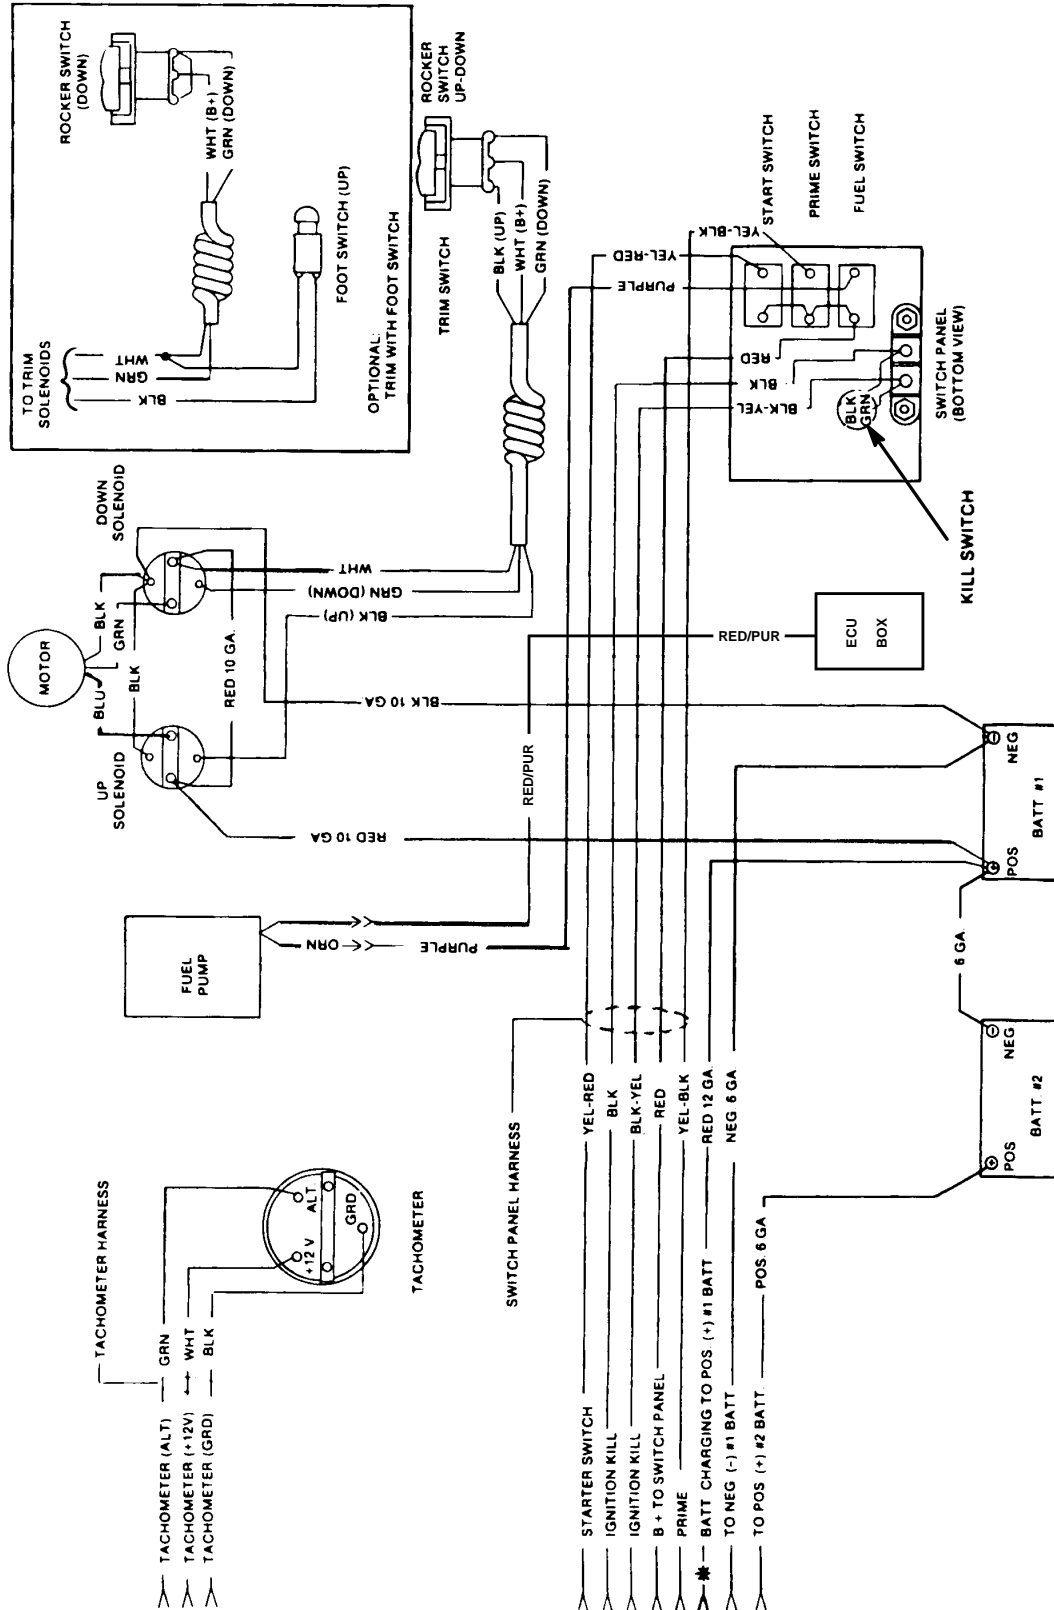 ROCKER SWITCH
(DOWN)
WHT (B+)
GRN (DOWN)
FOOT SWITCH (UP)
TO TRIM
SOLENOIDS
WHT
GRN
BLK
OPTIONAL:
TRIM WITH FOOT SWITCH
ROCKER
SWITCH
UP-DOWN
TRIM SWITCH
BLK (UP)
WHT (B+)
GRN (DOWN)
DOWN
SOLENOID
MOTOR
BLK
GRN
BLU
BLK
RED 10 GA.
UP
SOLENOID
WHT
GRN (DOWN)
BLK (UP)
BLK 10 GA
RED 10 GA
START SWITCH
PRIME SWITCH
FUEL SWITCH
YEL-BLK
YEL-RED
PURPLE
RED
BLK
BLK-YEL
BLK
GRN
SWITCH PANEL
(BOTTOM VIEW)
KILL SWITCH
RED/PUR
ECU
BOX
RED/PUR
FUEL
PUMP
ORN
PURPLE
NEG
POS
BATT #1
6 GA.
NEG
POS
BATT. #2
TACHOMETER HARNESS
TACHOMETER (ALT)
GRN
TACHOMETER (+12V)
WHT
TACHOMETER (GRD)
BLK
ALT.
+12 V
GRD
TACHOMETER
SWITCH PANEL HARNESS
STARTER SWITCH
YEL-RED
IGNITION KILL
BLK
IGNITION KILL
BLK-YEL
B + TO SWITCH PANEL
RED
PRIME
YEL-BLK
* BATT CHARGING TO POS. (+) #1 BATT
RED 12 GA.
TO NEG (-) #1 BATT
NEG 6 GA
TO POS (+) #2 BATT.
POS. 6 GA